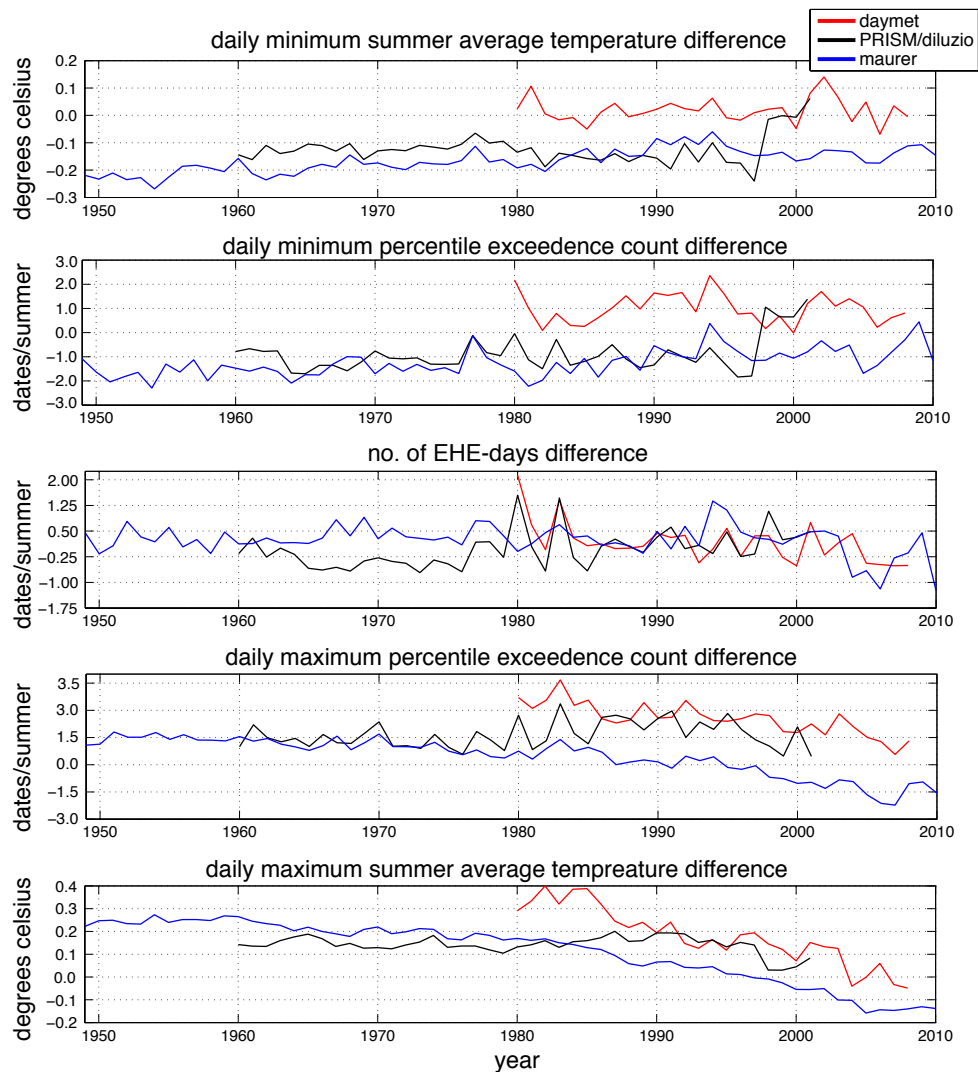 daymet
PRISM/diluzio
maurer
daily minimum summer average temperature difference
degrees celsius
0.2
0.1
0.0
−0.1
−0.2
−0.3
1950 1960 1970 1980 1990 2000 2010
daily minimum percentile exceedence count difference
dates/summer
3.0
2.0
1.0
0.0
−1.0
−2.0
−3.0
1950 1960 1970 1980 1990 2000 2010
no. of EHE-days difference
dates/summer
2.00
1.25
0.50
−0.25
−1.00
−1.75
1950 1960 1970 1980 1990 2000 2010
daily maximum percentile exceedence count difference
dates/summer
3.5
3.0
1.5
0.0
−1.5
−3.0
1950 1960 1970 1980 1990 2000 2010
daily maximum summer average tempreature difference
degrees celsius
0.4
0.3
0.2
0.1
0.0
−0.1
−0.2
1950 1960 1970 1980 1990 2000 2010
year